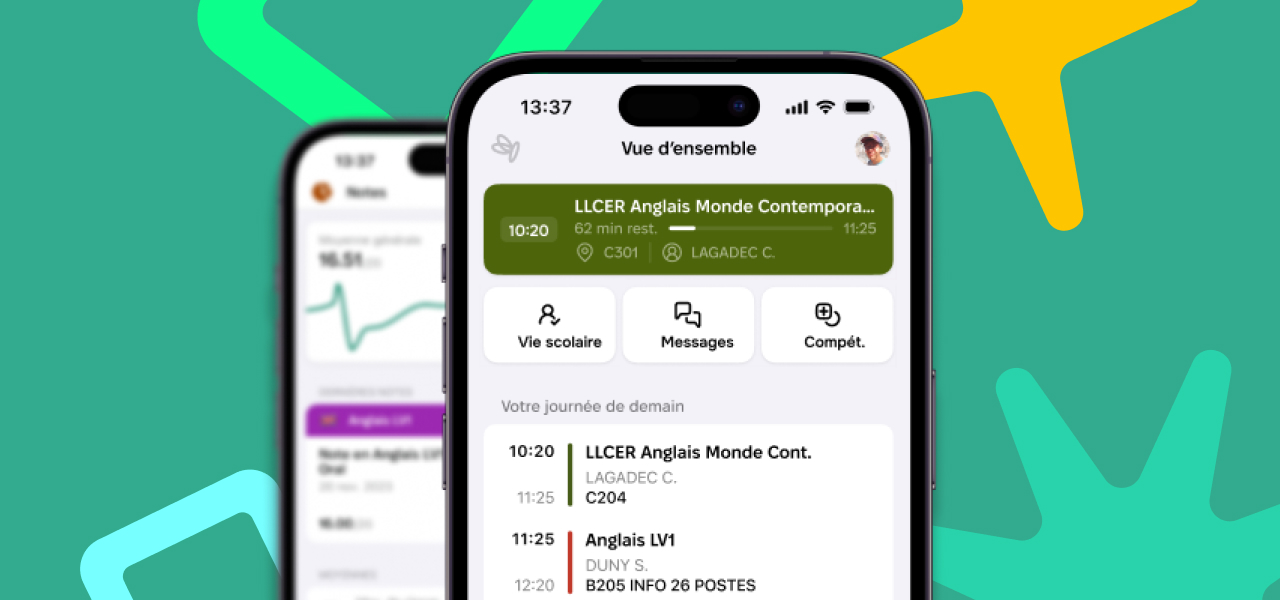 13:37
Vue d’ensemble
LLCER Anglais Monde Contempora...
10:20
62 min rest.
11:25
C301
LAGADEC C.
Vie scolaire
Messages
Compét.
Votre journée de demain
10:20
LLCER Anglais Monde Cont.
LAGADEC C.
11:25
C204
11:25
Anglais LV1
DUNY S.
12:20
B205 INFO 26 POSTES
13:37
Notes
Moyenne générale
16.51
DERNIÈRES NOTES
Anglais LV1
Note en Anglais LV1
Oral
16.00